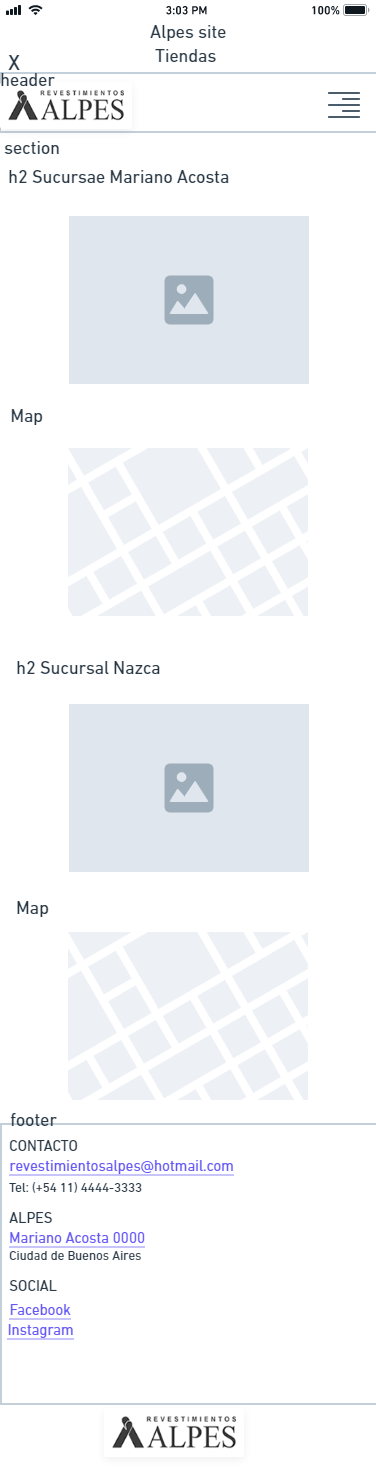 3:03 PM
100%
Alpes site
Tiendas
X
header
REVESTIMIENTOS
ALPES
section
h2 Sucursae Mariano Acosta
Map
h2 Sucursal Nazca
Map
footer
CONTACTO
revestimientosalpes@hotmail.com
Tel: (+54 11) 4444-3333
ALPES
Mariano Acosta 0000
Ciudad de Buenos Aires
SOCIAL
Facebook
Instagram
REVESTIMIENTOS
ALPES